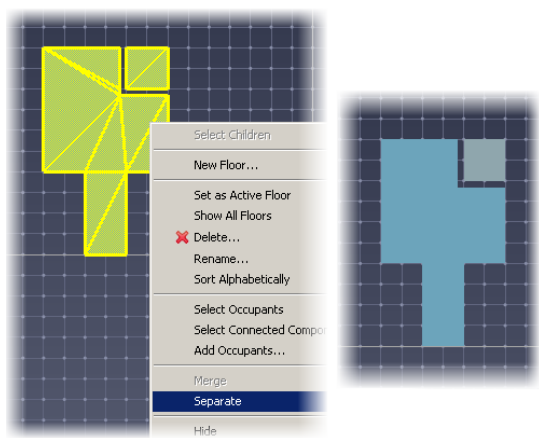 Select Children
New Floor...
Set as Active Floor
Show All Floors
Delete...
Rename...
Sort Alphabetically
Select Occupants
Select Connected Compo
Add Occupants...
Merge
Separate
Hide